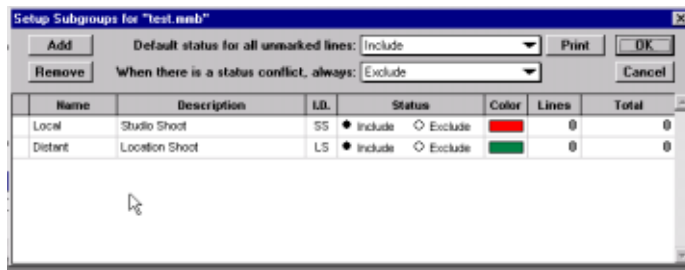 Setup Subgroups for "test.mmb"
Add Default status for all unmarked lines: Include Print OK
Remove When there is a status conflict, always: Exclude Cancel
Name Description I.D. Status Color Lines Total
Local Studio Shoot SS Include Exclude 0 0
Distant Location Shoot LS Include Exclude 0 0